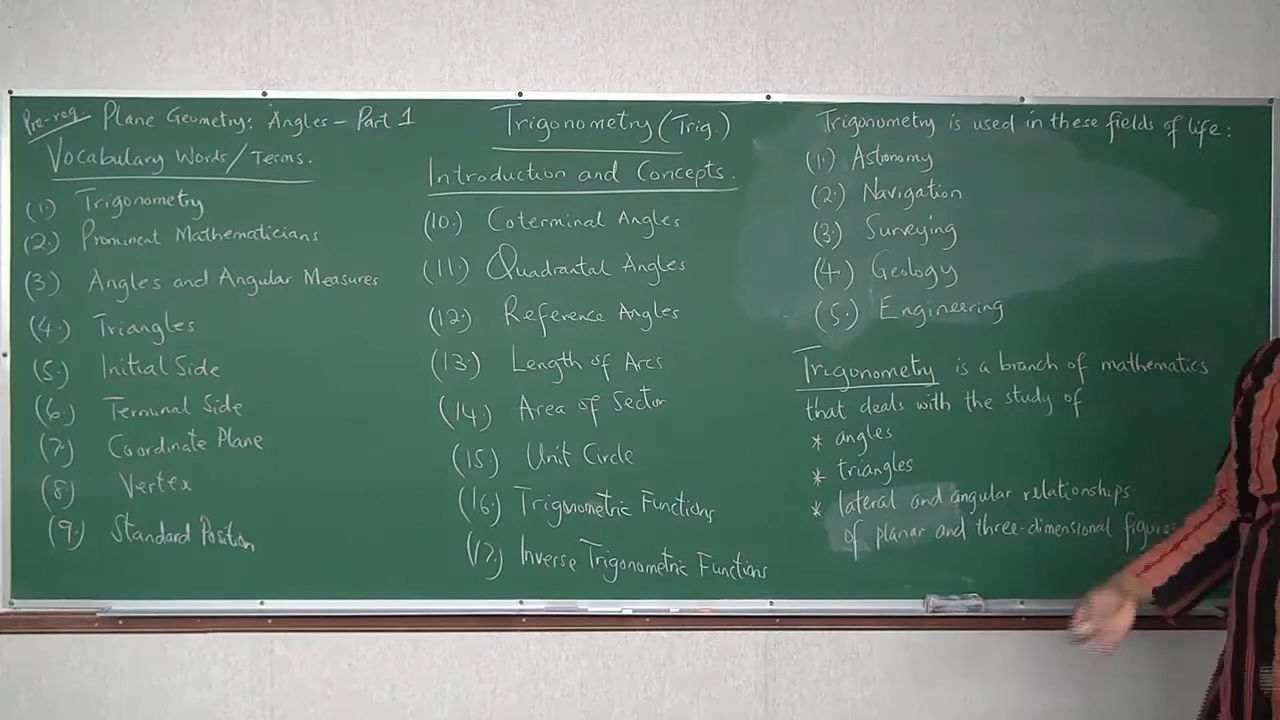 Pre-req Plane Geometry: Angles - Part 1
Vocabulary Words/Terms.
(1.) Trigonometry
(2.) Prominent Mathematicians
(3.) Angles and Angular Measures
(4.) Triangles
(5.) Initial Side
(6.) Terminal Side
(7.) Coordinate Plane
(8.) Vertex
(9.) Standard Position
Trigonometry (Trig.)
Introduction and Concepts.
(10.) Coterminal Angles
(11.) Quadrantal Angles
(12.) Reference Angles
(13.) Length of Arcs
(14.) Area of Sector
(15.) Unit Circle
(16.) Trigonometric Functions
(17.) Inverse Trigonometric Functions
Trigonometry is used in these fields of life:
(1.) Astronomy
(2.) Navigation
(3.) Surveying
(4.) Geology
(5.) Engineering
Trigonometry is a branch of mathematics
that deals with the study of
* angles
* triangles
* lateral and angular relationships
of planar and three-dimensional figures